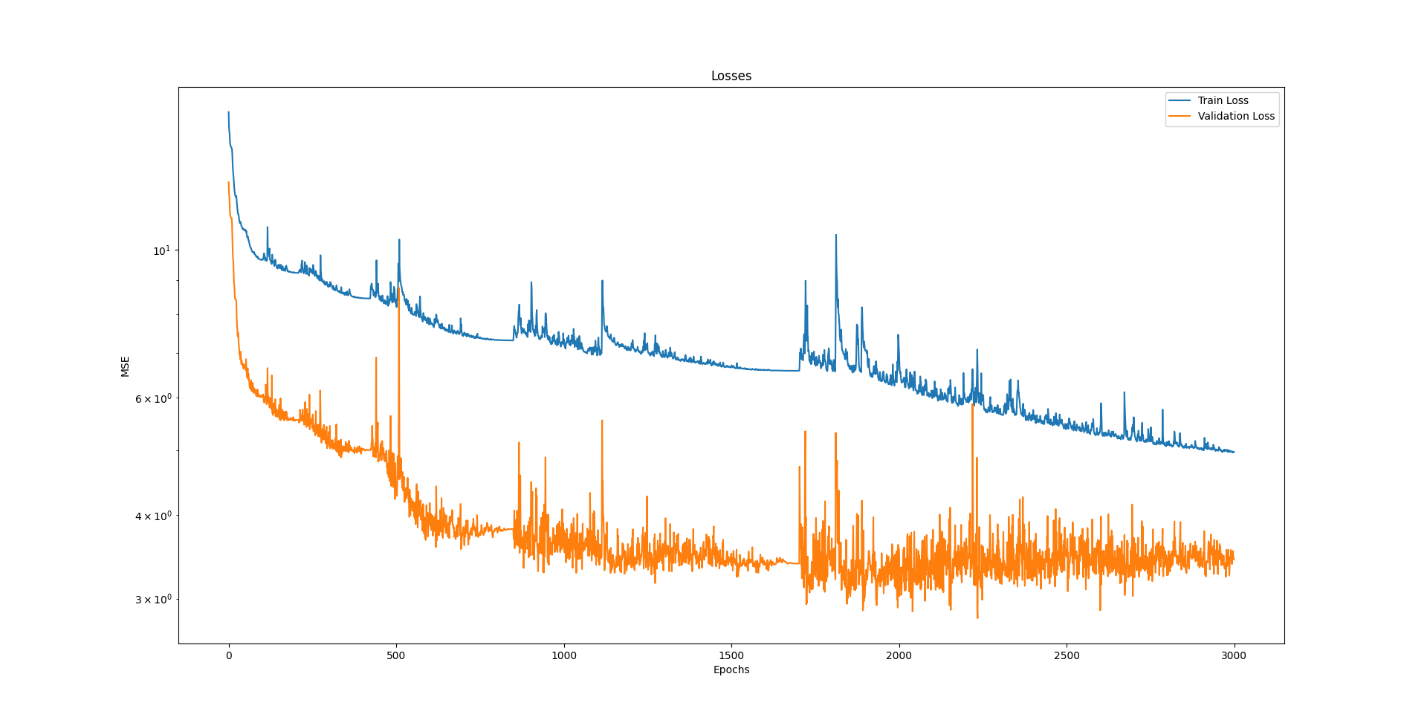 Losses
Train Loss
Validation Loss
10¹
6 × 10⁰
4 × 10⁰
3 × 10⁰
MSE
0
500
1000
1500
2000
2500
3000
Epochs